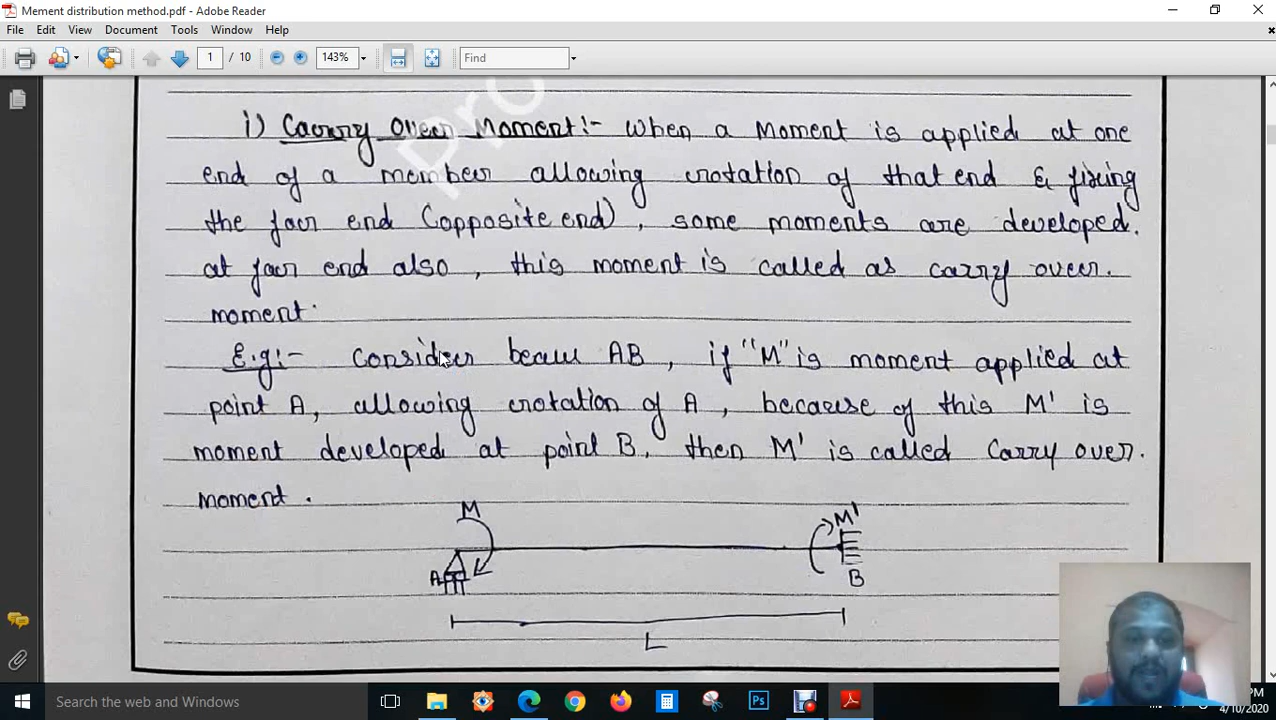 Mement distribution method.pdf - Adobe Reader
File Edit View Document Tools Window Help
1 / 10 143% Find
Pro
i) Carry Over Moment:- When a Moment is applied at one
end of a member allowing rotation of that end & fixing
the far end (opposite end), some moments are developed.
at far end also, this moment is called as carry over.
moment.
E.g:- Consider beam AB, if "M" is moment applied at
point A, allowing rotation of A, because of this M' is
moment developed at point B, then M' is called Carry over.
moment.
M M'
A B
L
Search the web and Windows
Ps
4/10/2020